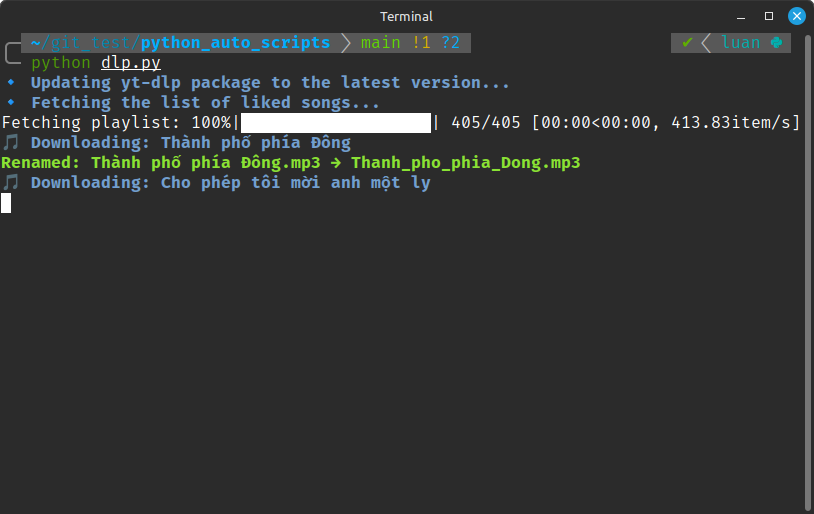 Terminal
~/git_test/python_auto_scripts main !1 ?2 ✔ luan
python dlp.py
🔹 Updating yt-dlp package to the latest version...
🔹 Fetching the list of liked songs...
Fetching playlist: 100%| | 405/405 [00:00<00:00, 413.83item/s]
🎵 Downloading: Thành phố phía Đông
Renamed: Thành phố phía Đông.mp3 → Thanh_pho_phia_Dong.mp3
🎵 Downloading: Cho phép tôi mời anh một ly